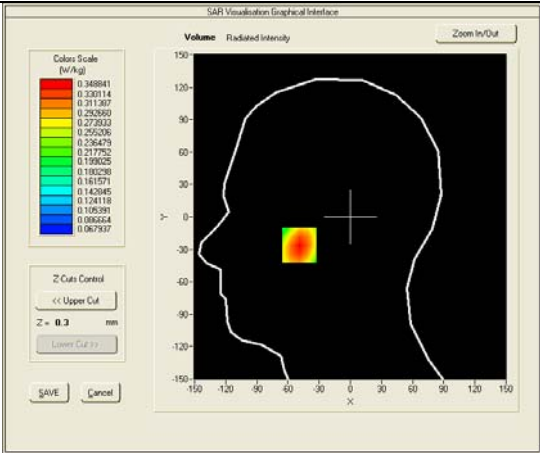 SAR Visualisation Graphical Interface
Volume Radiated Intensity
Zoom In/Out
Colors Scale
(W/kg)
0.348841
0.330114
0.311387
0.292660
0.273933
0.255206
0.236479
0.217752
0.199025
0.180298
0.161571
0.142845
0.124118
0.105391
0.086664
0.067937
Z-Cuts Control
<< Upper Cut
Z = 0.3 mm
Lower Cut >>
SAVE
Cancel
150
120
90
60
30
0
-30
-60
-90
-120
-150
Y
-150 -120 -90 -60 -30 0 30 60 90 120 150
X